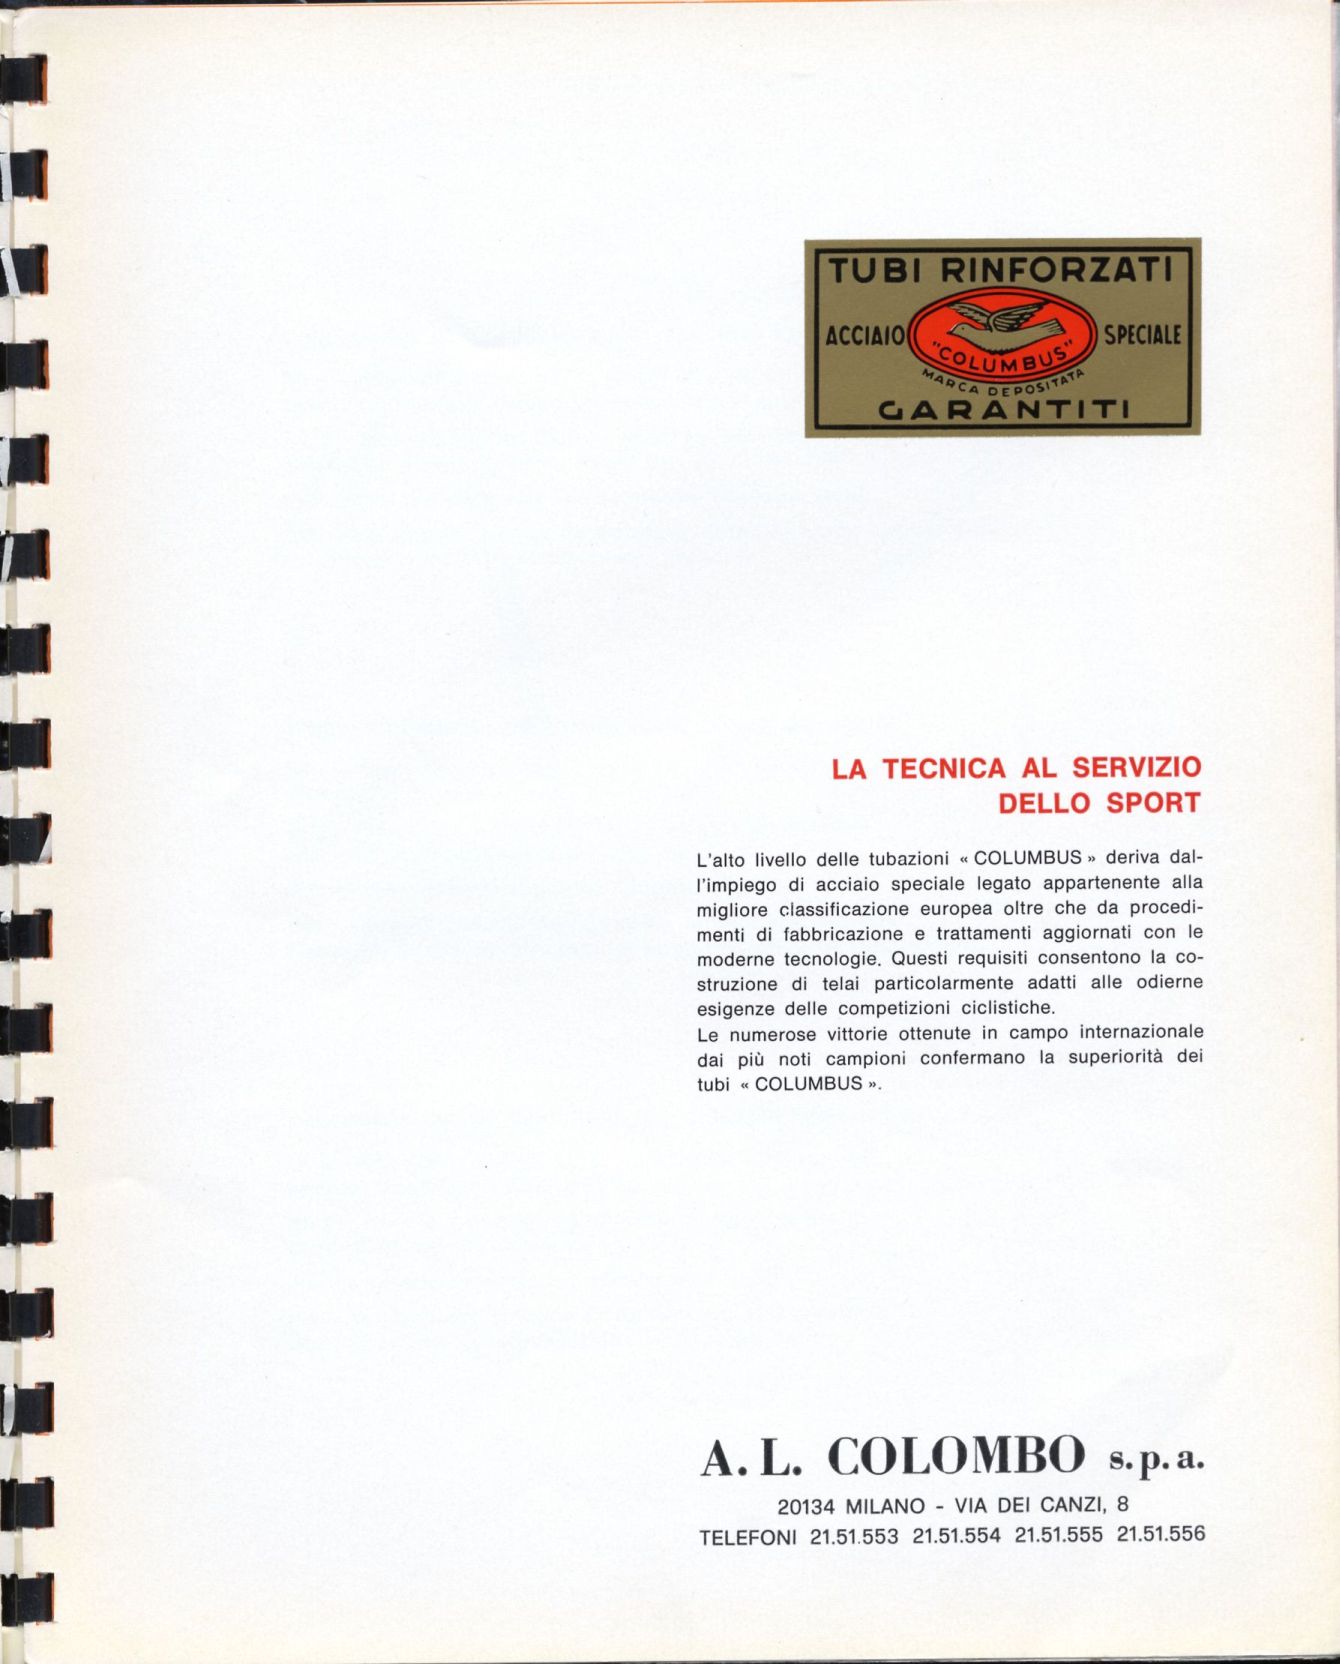 TUBI RINFORZATI
ACCIAIO "COLUMBUS" SPECIALE
MARCA DEPOSITATA
GARANTITI
LA TECNICA AL SERVIZIO
DELLO SPORT
L'alto livello delle tubazioni « COLUMBUS » deriva dal-
l'impiego di acciaio speciale legato appartenente alla
migliore classificazione europea oltre che da procedi-
menti di fabbricazione e trattamenti aggiornati con le
moderne tecnologie. Questi requisiti consentono la co-
struzione di telai particolarmente adatti alle odierne
esigenze delle competizioni ciclistiche.
Le numerose vittorie ottenute in campo internazionale
dai più noti campioni confermano la superiorità dei
tubi « COLUMBUS ».
A. L. COLOMBO s.p.a.
20134 MILANO - VIA DEI CANZI, 8
TELEFONI 21.51.553 21.51.554 21.51.555 21.51.556